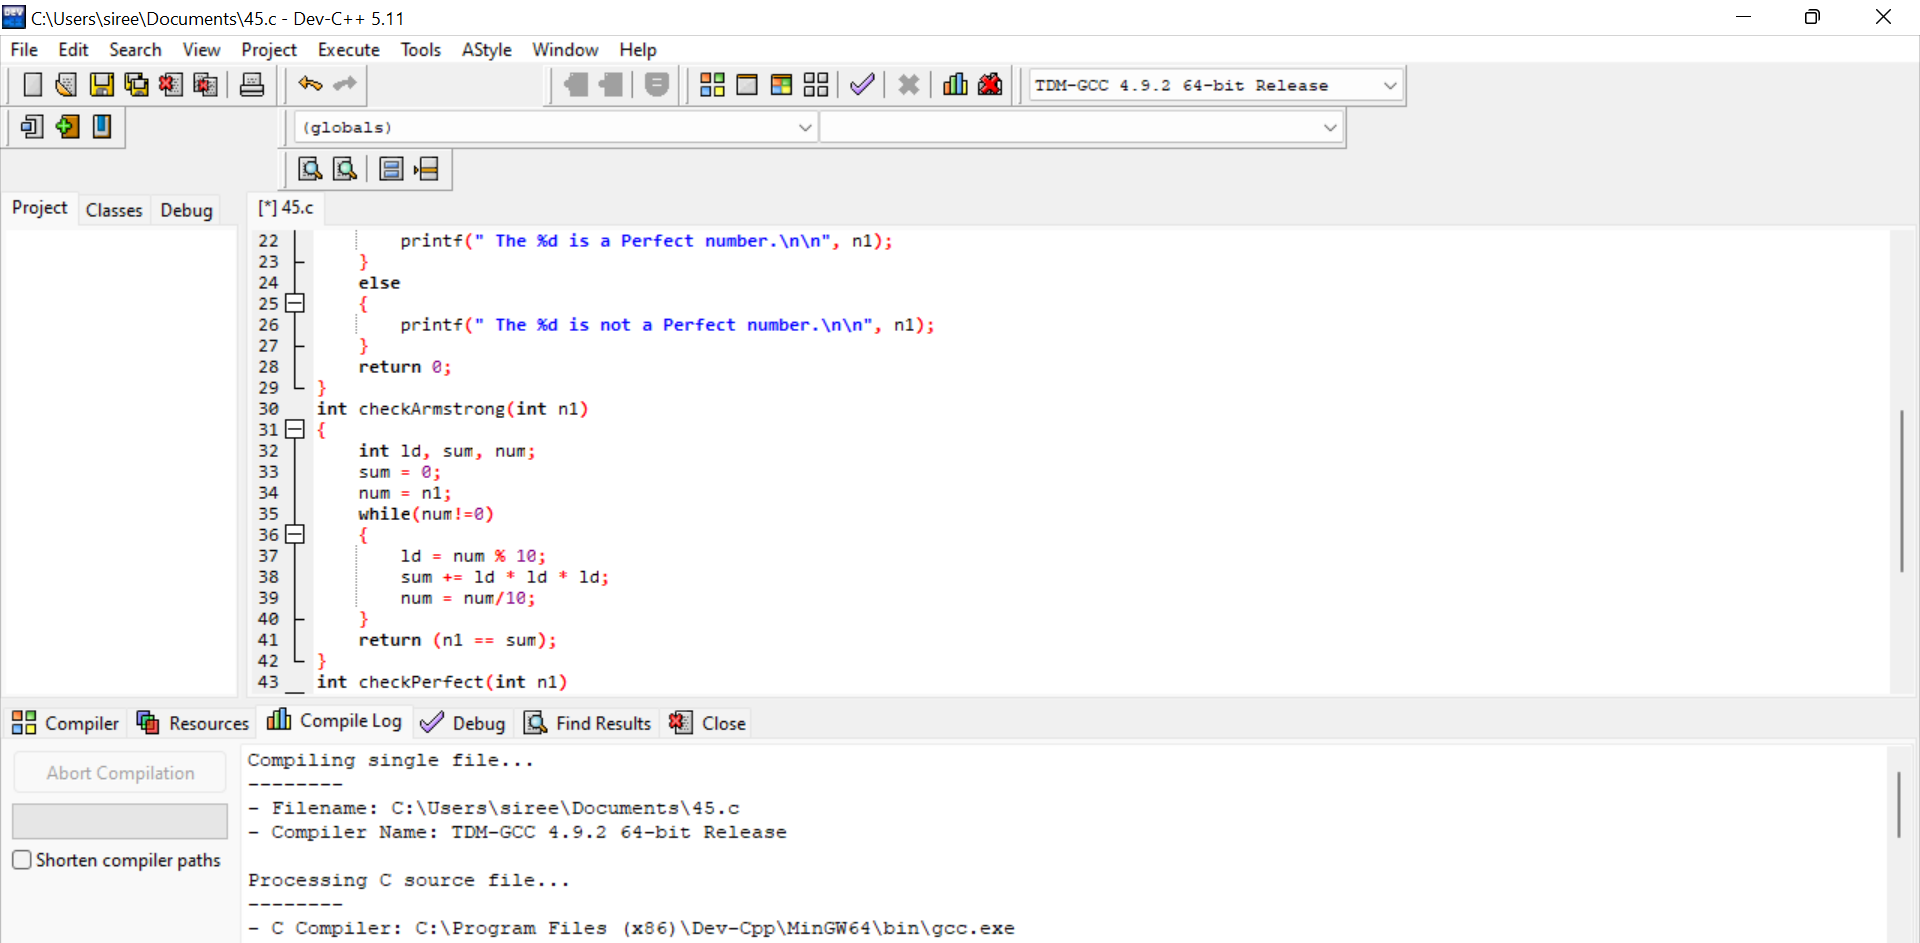 C:\Users\siree\Documents\45.c - Dev-C++ 5.11
File Edit Search View Project Execute Tools AStyle Window Help
TDM-GCC 4.9.2 64-bit Release
(globals)
Project Classes Debug
[*] 45.c
22 printf(" The %d is a Perfect number.\n\n", n1);
23 }
24 else
25 {
26 printf(" The %d is not a Perfect number.\n\n", n1);
27 }
28 return 0;
29 }
30 int checkArmstrong(int n1)
31 {
32 int ld, sum, num;
33 sum = 0;
34 num = n1;
35 while(num!=0)
36 {
37 ld = num % 10;
38 sum += ld * ld * ld;
39 num = num/10;
40 }
41 return (n1 == sum);
42 }
43 int checkPerfect(int n1)
Compiler Resources Compile Log Debug Find Results Close
Abort Compilation
Shorten compiler paths
Compiling single file...
--------
- Filename: C:\Users\siree\Documents\45.c
- Compiler Name: TDM-GCC 4.9.2 64-bit Release
Processing C source file...
--------
- C Compiler: C:\Program Files (x86)\Dev-Cpp\MinGW64\bin\gcc.exe